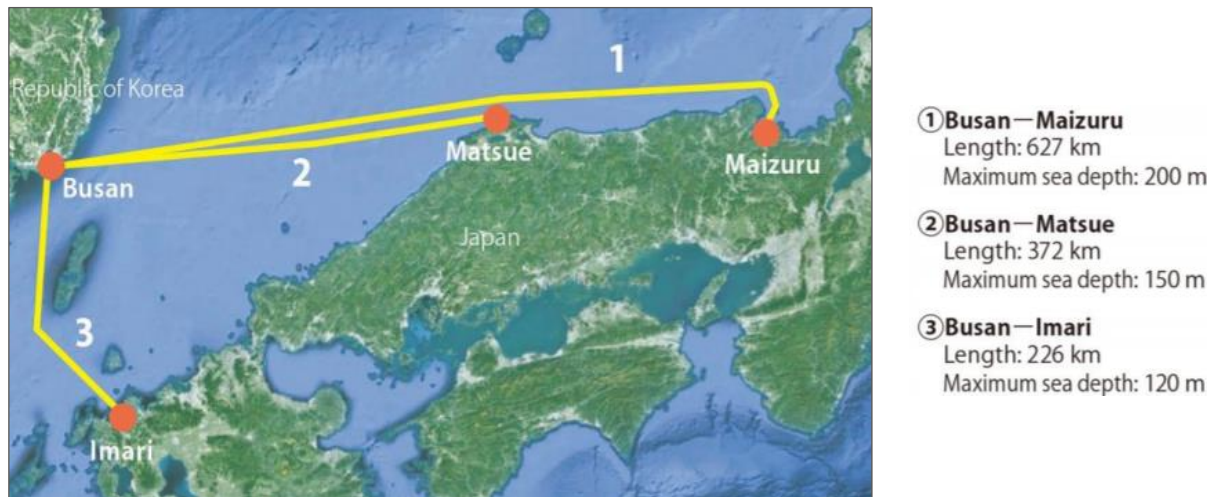 1
Republic of Korea
Matsue
Maizuru
2
Busan
Japan
3
Imari
①Busan—Maizuru
Length: 627 km
Maximum sea depth: 200 m
②Busan—Matsue
Length: 372 km
Maximum sea depth: 150 m
③Busan—Imari
Length: 226 km
Maximum sea depth: 120 m